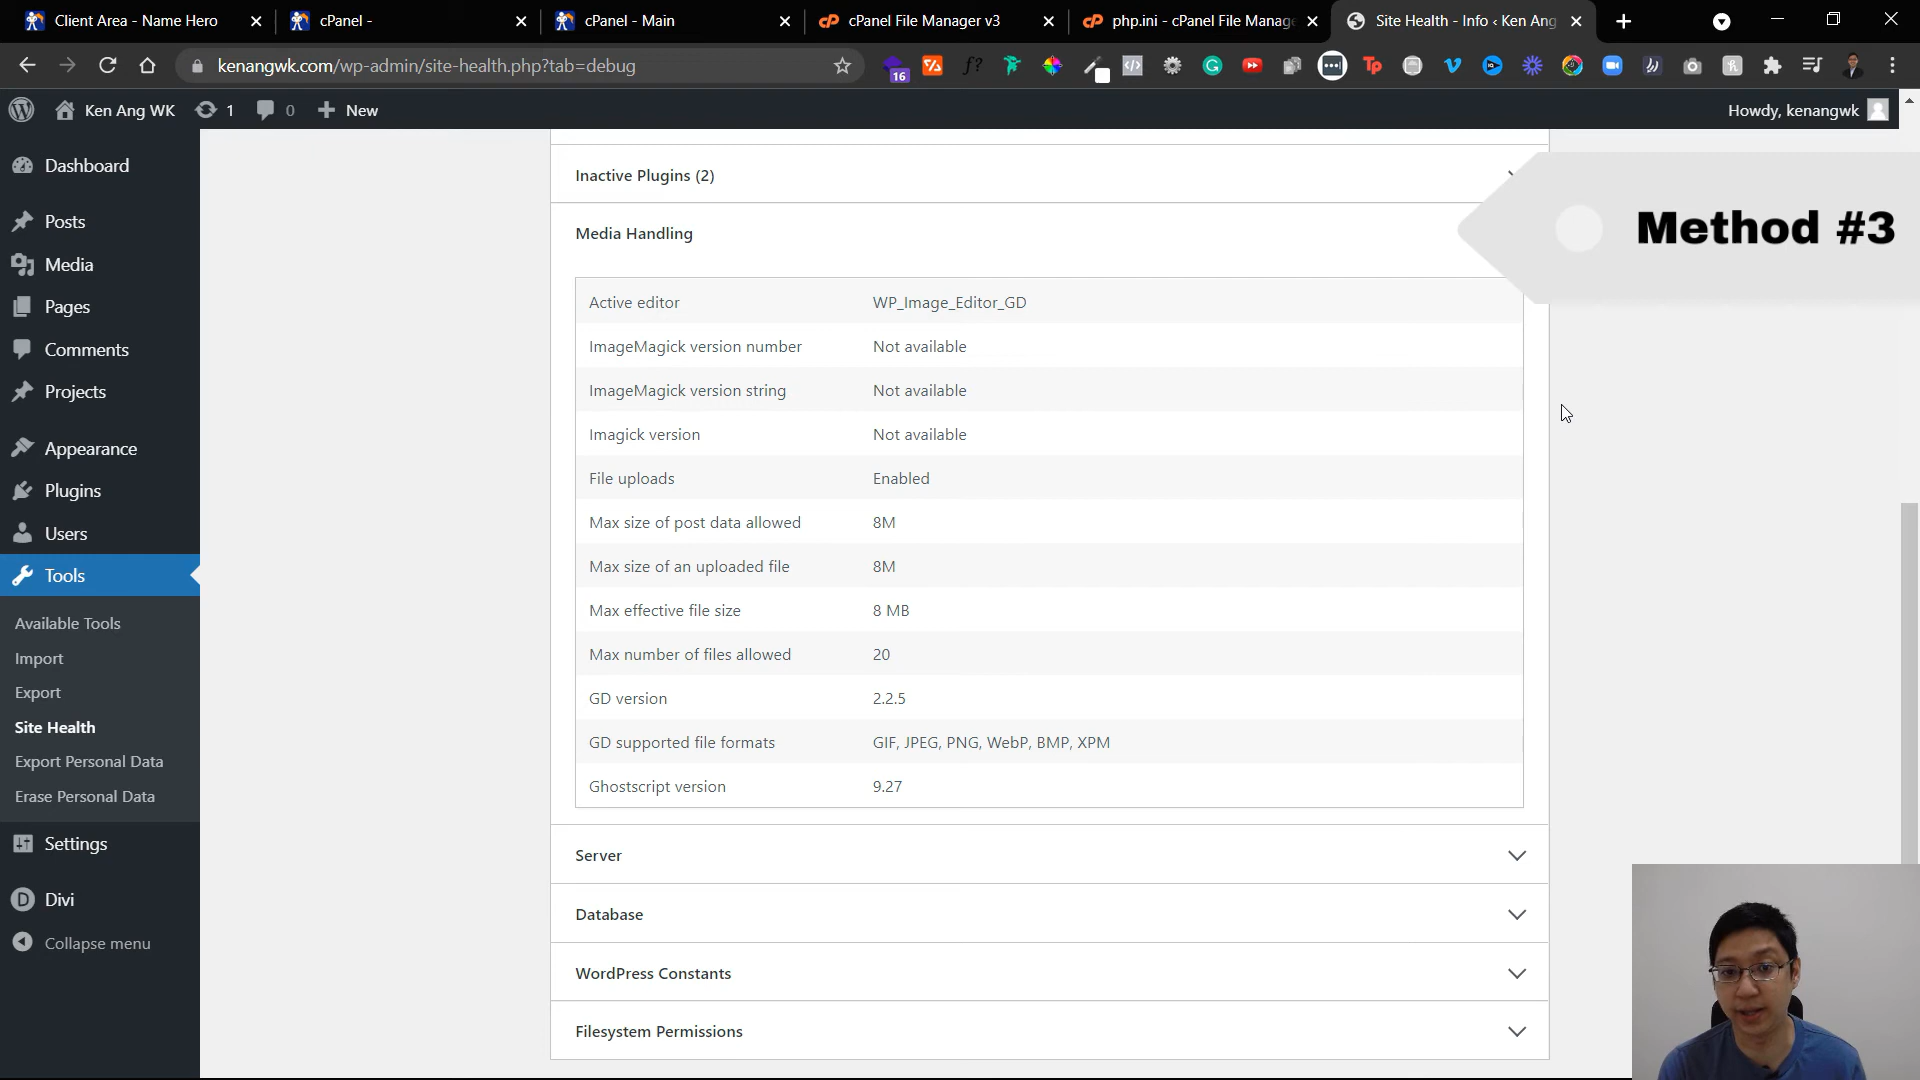 Client Area - Name Hero
cPanel -
cPanel - Main
cPanel File Manager v3
php.ini - cPanel File Manage
Site Health - Info ‹ Ken Ang
kenangwk.com/wp-admin/site-health.php?tab=debug
16
f?
Tp
Ken Ang WK
1
0
New
Howdy, kenangwk
Dashboard
Posts
Media
Pages
Comments
Projects
Appearance
Plugins
Users
Tools
Available Tools
Import
Export
Site Health
Export Personal Data
Erase Personal Data
Settings
Divi
Collapse menu
Inactive Plugins (2)
Method #3
Media Handling
Active editor WP_Image_Editor_GD
ImageMagick version number Not available
ImageMagick version string Not available
Imagick version Not available
File uploads Enabled
Max size of post data allowed 8M
Max size of an uploaded file 8M
Max effective file size 8 MB
Max number of files allowed 20
GD version 2.2.5
GD supported file formats GIF, JPEG, PNG, WebP, BMP, XPM
Ghostscript version 9.27
Server
Database
WordPress Constants
Filesystem Permissions